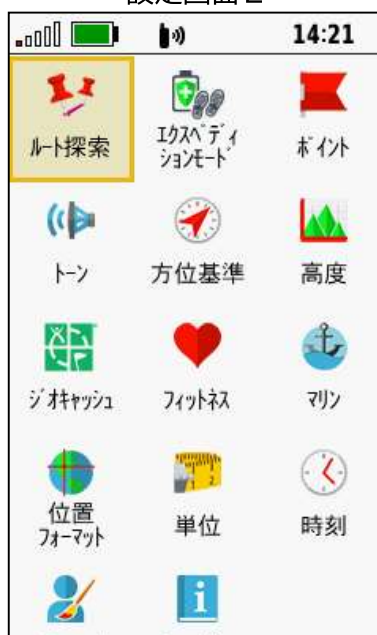 設定画面2
14:21
ルート探索
エクスペディ
ションモード
ポイント
トーン
方位基準
高度
ジオキャッシュ
フィットネス
マリン
位置
フォーマット
単位
時刻